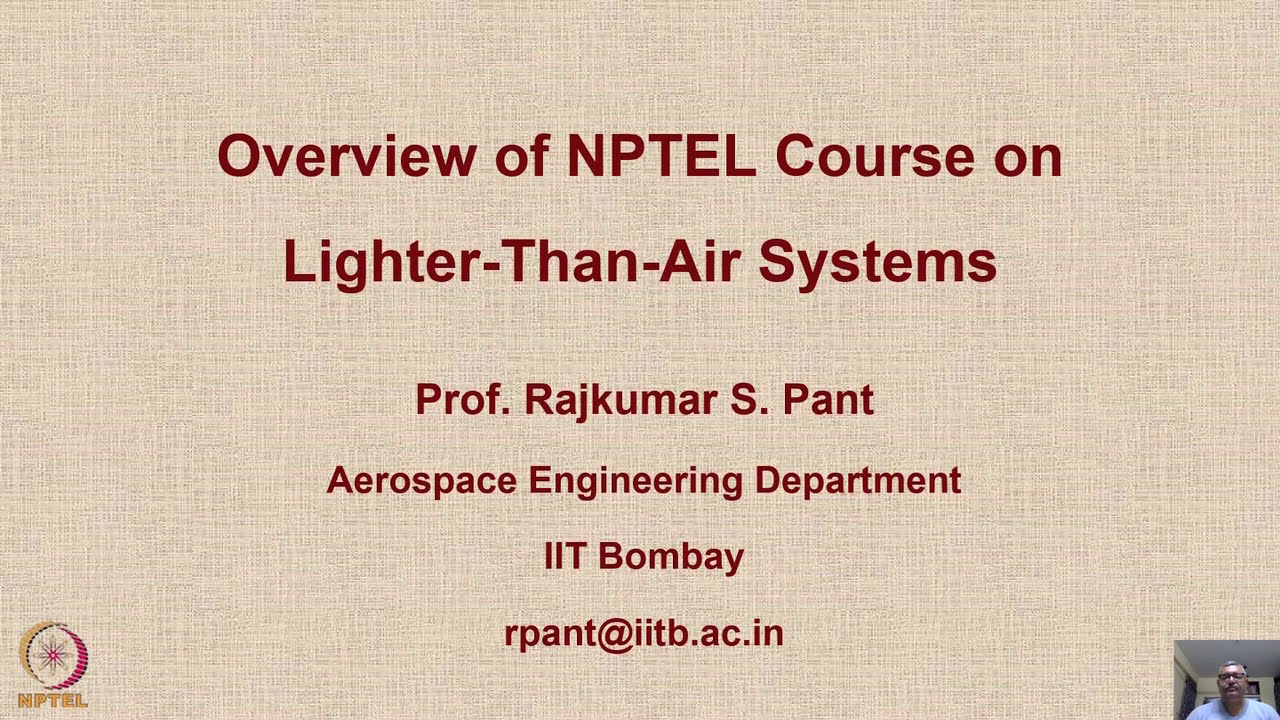 Overview of NPTEL Course on
Lighter-Than-Air Systems
Prof. Rajkumar S. Pant
Aerospace Engineering Department
IIT Bombay
rpant@iitb.ac.in
NPTEL